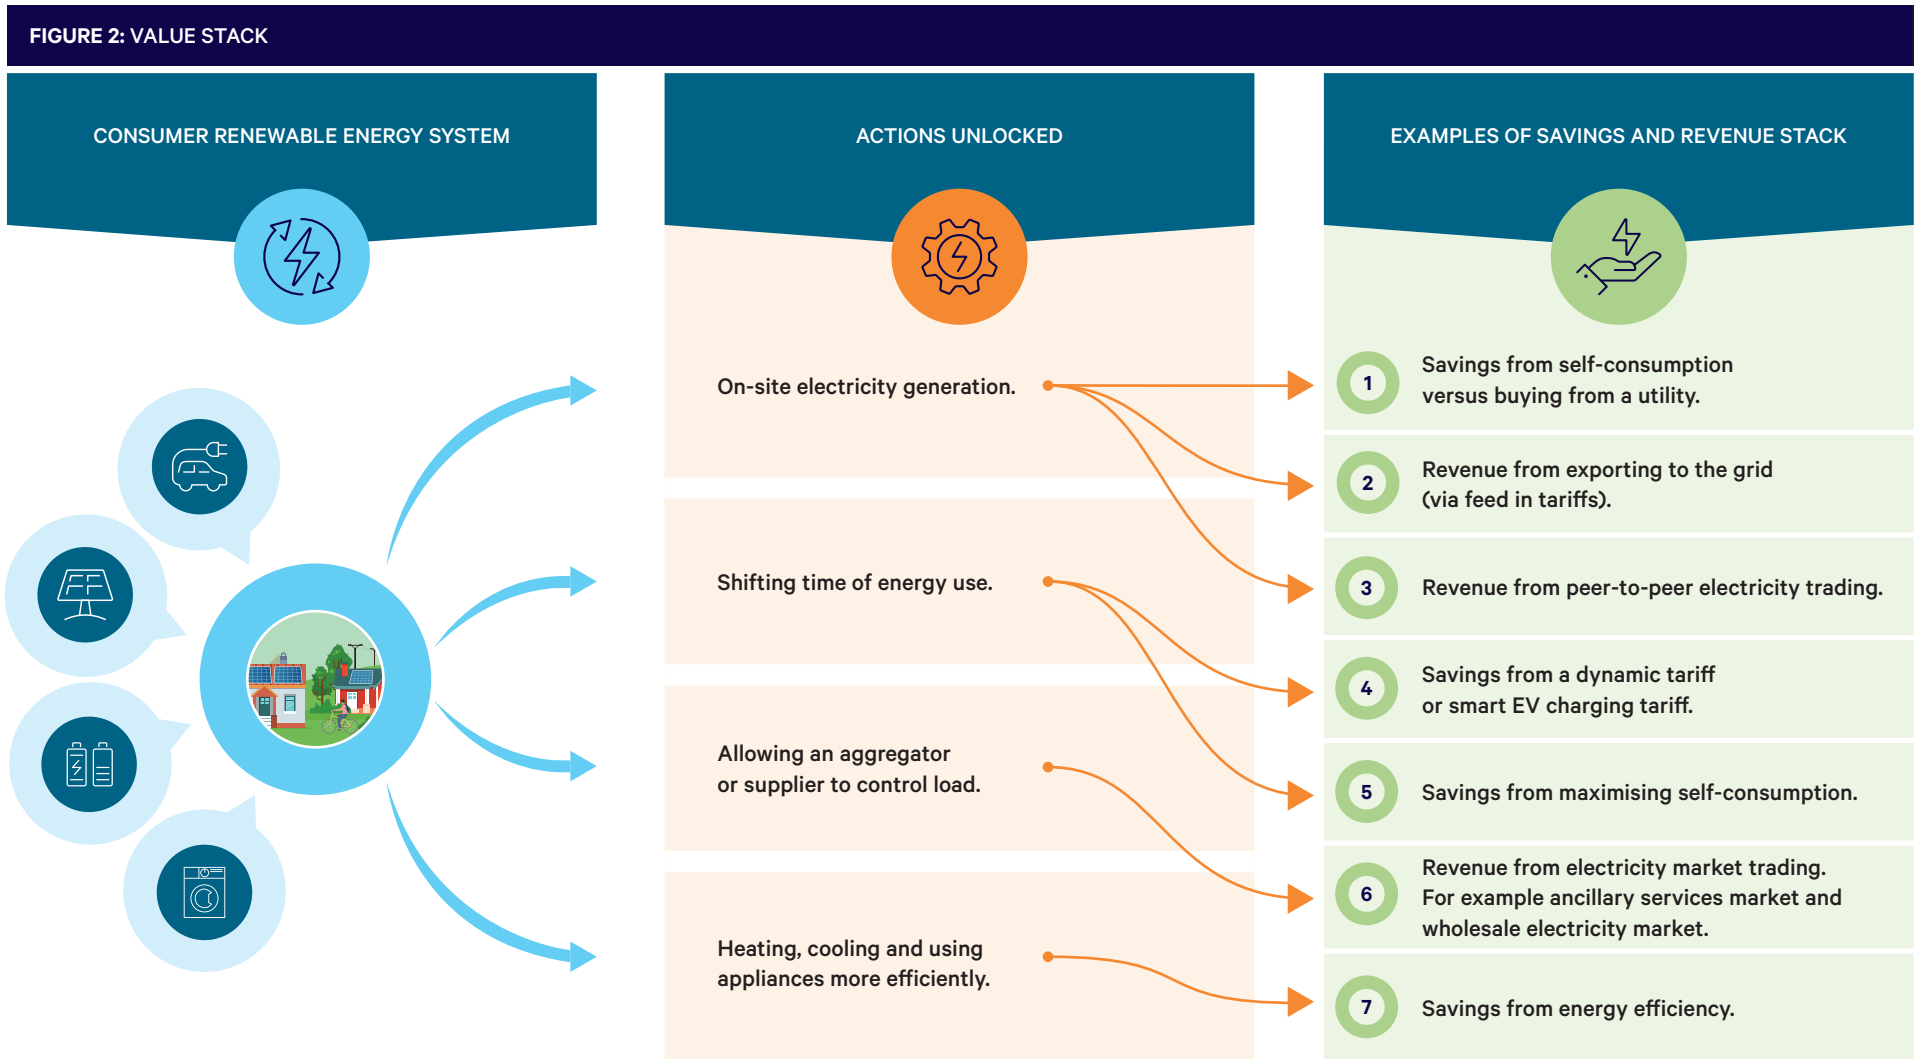 FIGURE 2: VALUE STACK
CONSUMER RENEWABLE ENERGY SYSTEM
ACTIONS UNLOCKED
On-site electricity generation.
Shifting time of energy use.
Allowing an aggregator
or supplier to control load.
Heating, cooling and using
appliances more efficiently.
EXAMPLES OF SAVINGS AND REVENUE STACK
1
Savings from self-consumption
versus buying from a utility.
2
Revenue from exporting to the grid
(via feed in tariffs).
3
Revenue from peer-to-peer electricity trading.
4
Savings from a dynamic tariff
or smart EV charging tariff.
5
Savings from maximising self-consumption.
6
Revenue from electricity market trading.
For example ancillary services market and
wholesale electricity market.
7
Savings from energy efficiency.